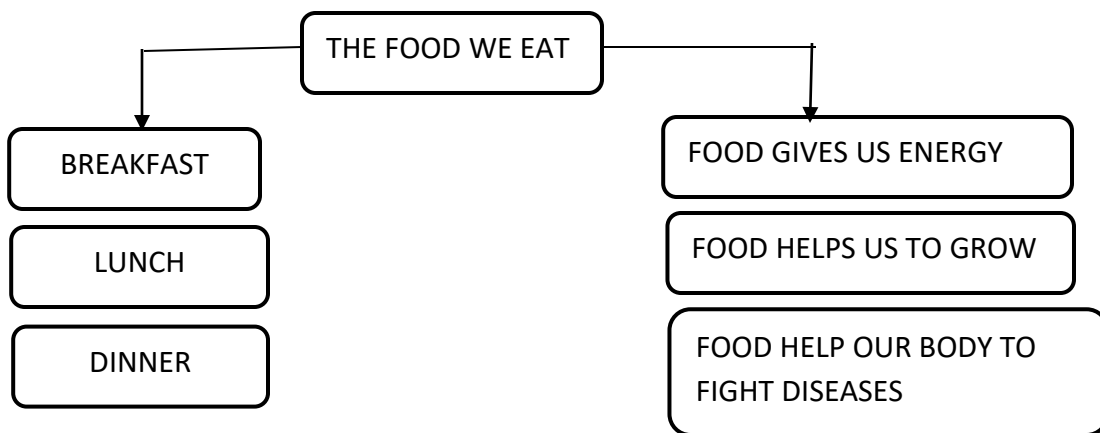 THE FOOD WE EAT
BREAKFAST
LUNCH
DINNER
FOOD GIVES US ENERGY
FOOD HELPS US TO GROW
FOOD HELP OUR BODY TO
FIGHT DISEASES